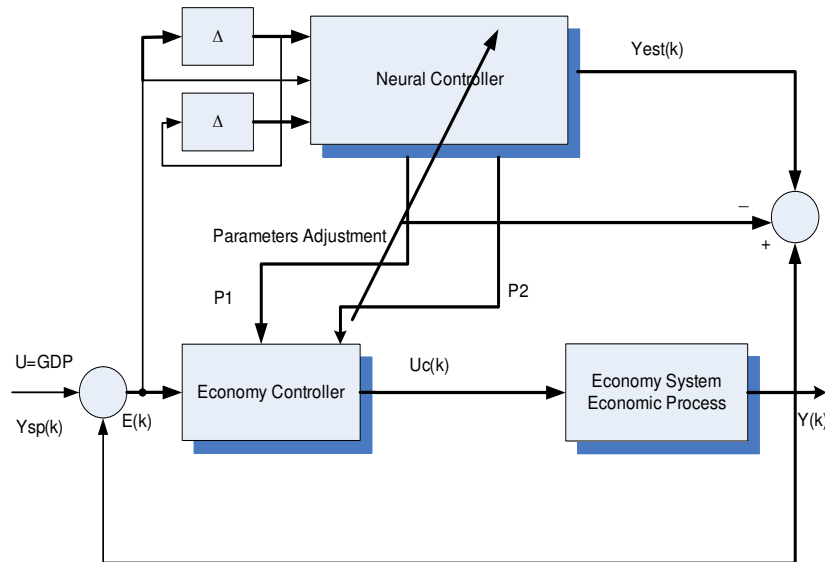 Δ
Neural Controller
Yest(k)
Δ
–
+
Parameters Adjustment
P1
P2
U=GDP
Ysp(k)
E(k)
Economy Controller
Uc(k)
Economy System
Economic Process
Y(k)